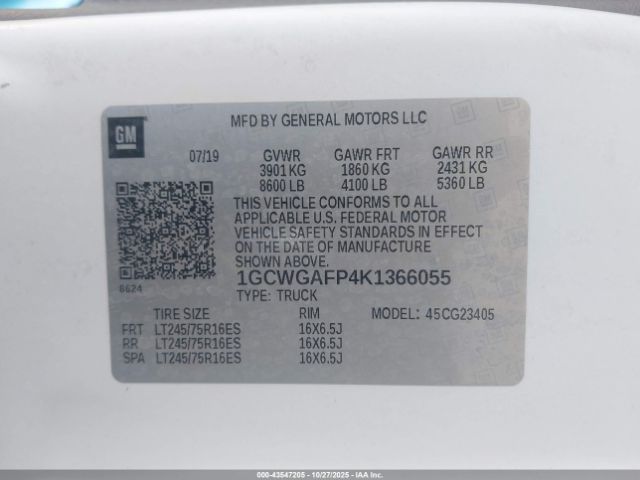 GM
MFD BY GENERAL MOTORS LLC
07/19 GVWR GAWR FRT GAWR RR
3901 KG 1860 KG 2431 KG
8600 LB 4100 LB 5360 LB
THIS VEHICLE CONFORMS TO ALL
APPLICABLE U.S. FEDERAL MOTOR
VEHICLE SAFETY STANDARDS IN EFFECT
ON THE DATE OF MANUFACTURE
SHOWN ABOVE.
8624
1GCWGAFP4K1366055
TYPE: TRUCK
TIRE SIZE RIM MODEL: 45CG23405
FRT LT245/75R16ES 16X6.5J
RR LT245/75R16ES 16X6.5J
SPA LT245/75R16ES 16X6.5J
000-43547205 - 10/27/2025 - IAAI.COM